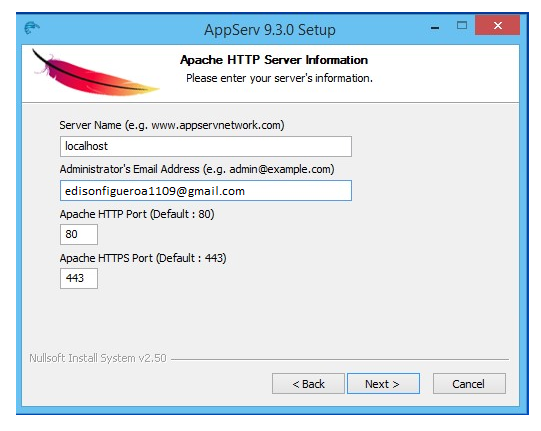 AppServ 9.3.0 Setup
Apache HTTP Server Information
Please enter your server's information.
Server Name (e.g. www.appservnetwork.com)
localhost
Administrator's Email Address (e.g. admin@example.com)
edisonfigueroa1109@gmail.com
Apache HTTP Port (Default : 80)
80
Apache HTTPS Port (Default : 443)
443
Nullsoft Install System v2.50
< Back Next > Cancel